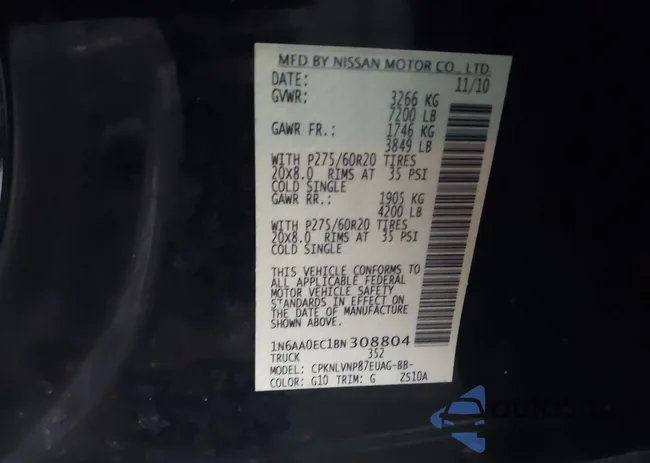 MFD BY NISSAN MOTOR CO., LTD.
DATE: 11/10
GVWR: 3266 KG
7200 LB
GAWR FR.: 1746 KG
3849 LB
WITH P275/60R20 TIRES
20X8.0 RIMS AT 35 PSI
COLD SINGLE
GAWR RR.: 1905 KG
4200 LB
WITH P275/60R20 TIRES
20X8.0 RIMS AT 35 PSI
COLD SINGLE
THIS VEHICLE CONFORMS TO
ALL APPLICABLE FEDERAL
MOTOR VEHICLE SAFETY
STANDARDS IN EFFECT ON
THE DATE OF MANUFACTURE
SHOWN ABOVE.
1N6AA0EC1BN308804
TRUCK 352
MODEL: CPKNLVNP87EUAG-BB-
COLOR: G10 TRIM: G ZS10A